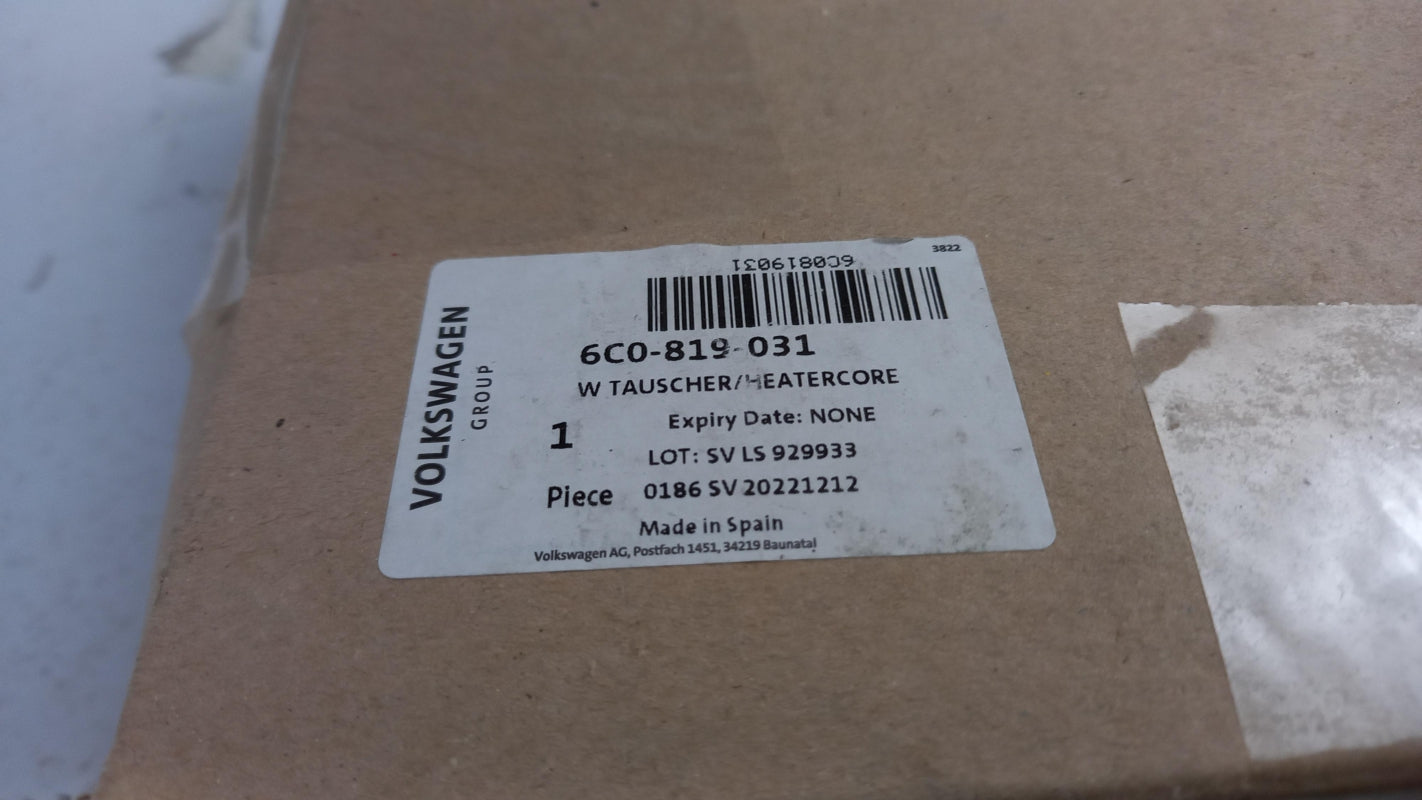 3822
6C0819031
6C0-819-031
W TAUSCHER/HEATERCORE
Expiry Date: NONE
1
LOT: SV LS 929933
Piece 0186 SV 20221212
Made in Spain
Volkswagen AG, Postfach 1451, 34219 Baunatal
VOLKSWAGEN
GROUP